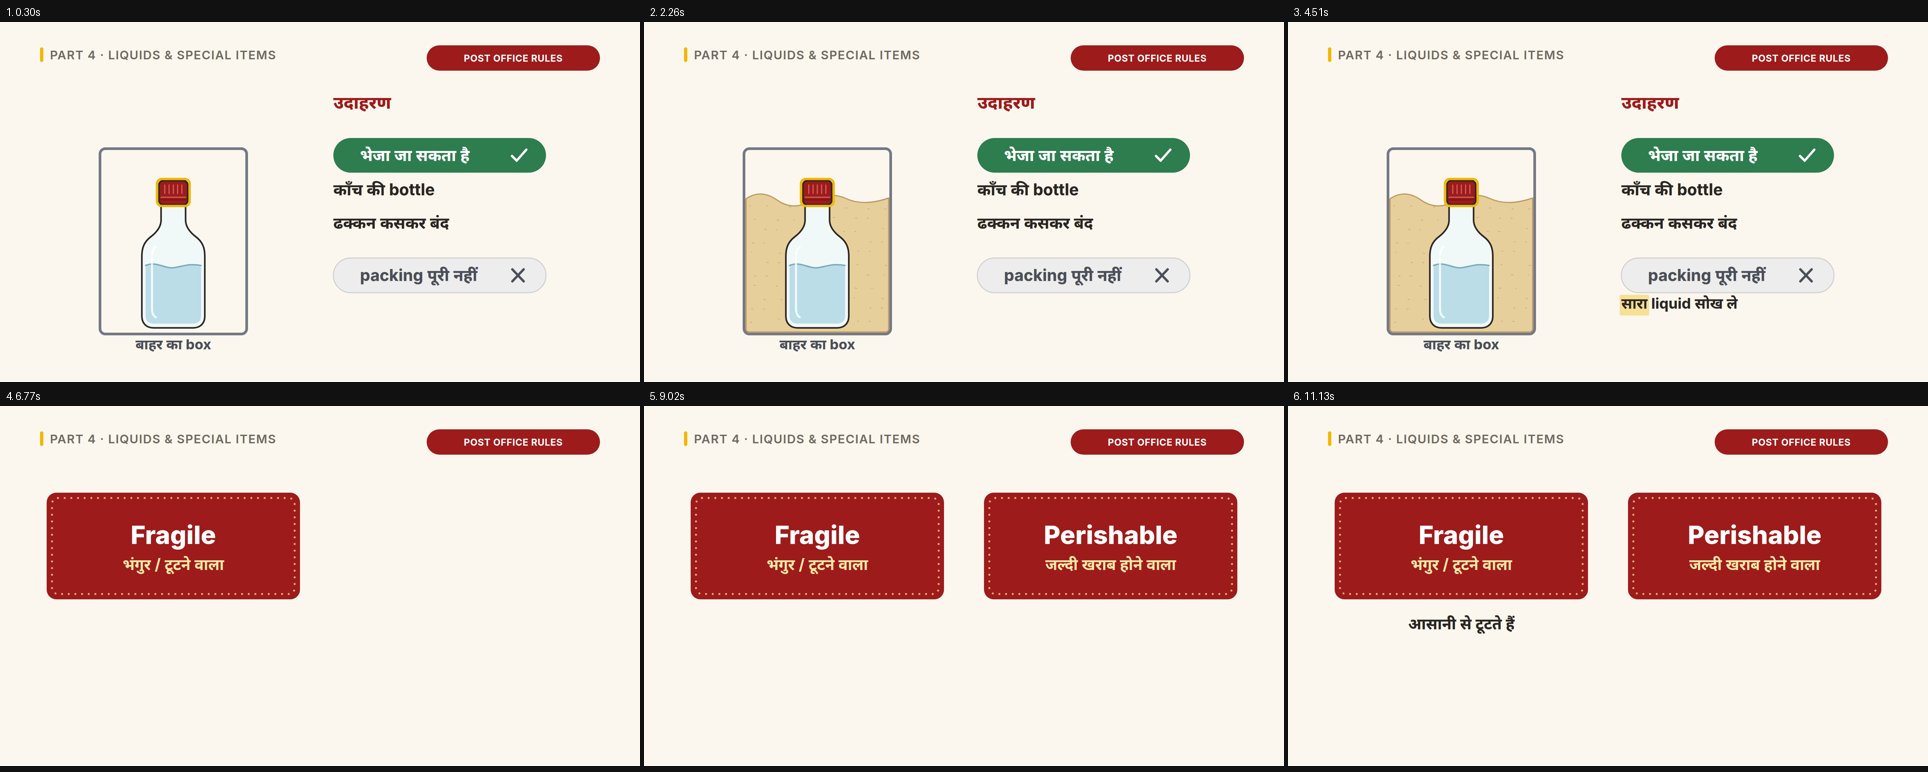 1. 0.30s
PART 4 · LIQUIDS & SPECIAL ITEMS
POST OFFICE RULES
उदाहरण
भेजा जा सकता है
काँच की bottle
ढक्कन कसकर बंद
packing पूरी नहीं
बाहर का box
2. 2.26s
PART 4 · LIQUIDS & SPECIAL ITEMS
POST OFFICE RULES
उदाहरण
भेजा जा सकता है
काँच की bottle
ढक्कन कसकर बंद
packing पूरी नहीं
बाहर का box
3. 4.51s
PART 4 · LIQUIDS & SPECIAL ITEMS
POST OFFICE RULES
उदाहरण
भेजा जा सकता है
काँच की bottle
ढक्कन कसकर बंद
packing पूरी नहीं
सारा liquid सोख ले
बाहर का box
4. 6.77s
PART 4 · LIQUIDS & SPECIAL ITEMS
POST OFFICE RULES
Fragile
भंगुर / टूटने वाला
5. 9.02s
PART 4 · LIQUIDS & SPECIAL ITEMS
POST OFFICE RULES
Fragile
भंगुर / टूटने वाला
Perishable
जल्दी खराब होने वाला
6. 11.13s
PART 4 · LIQUIDS & SPECIAL ITEMS
POST OFFICE RULES
Fragile
भंगुर / टूटने वाला
Perishable
जल्दी खराब होने वाला
आसानी से टूटते हैं